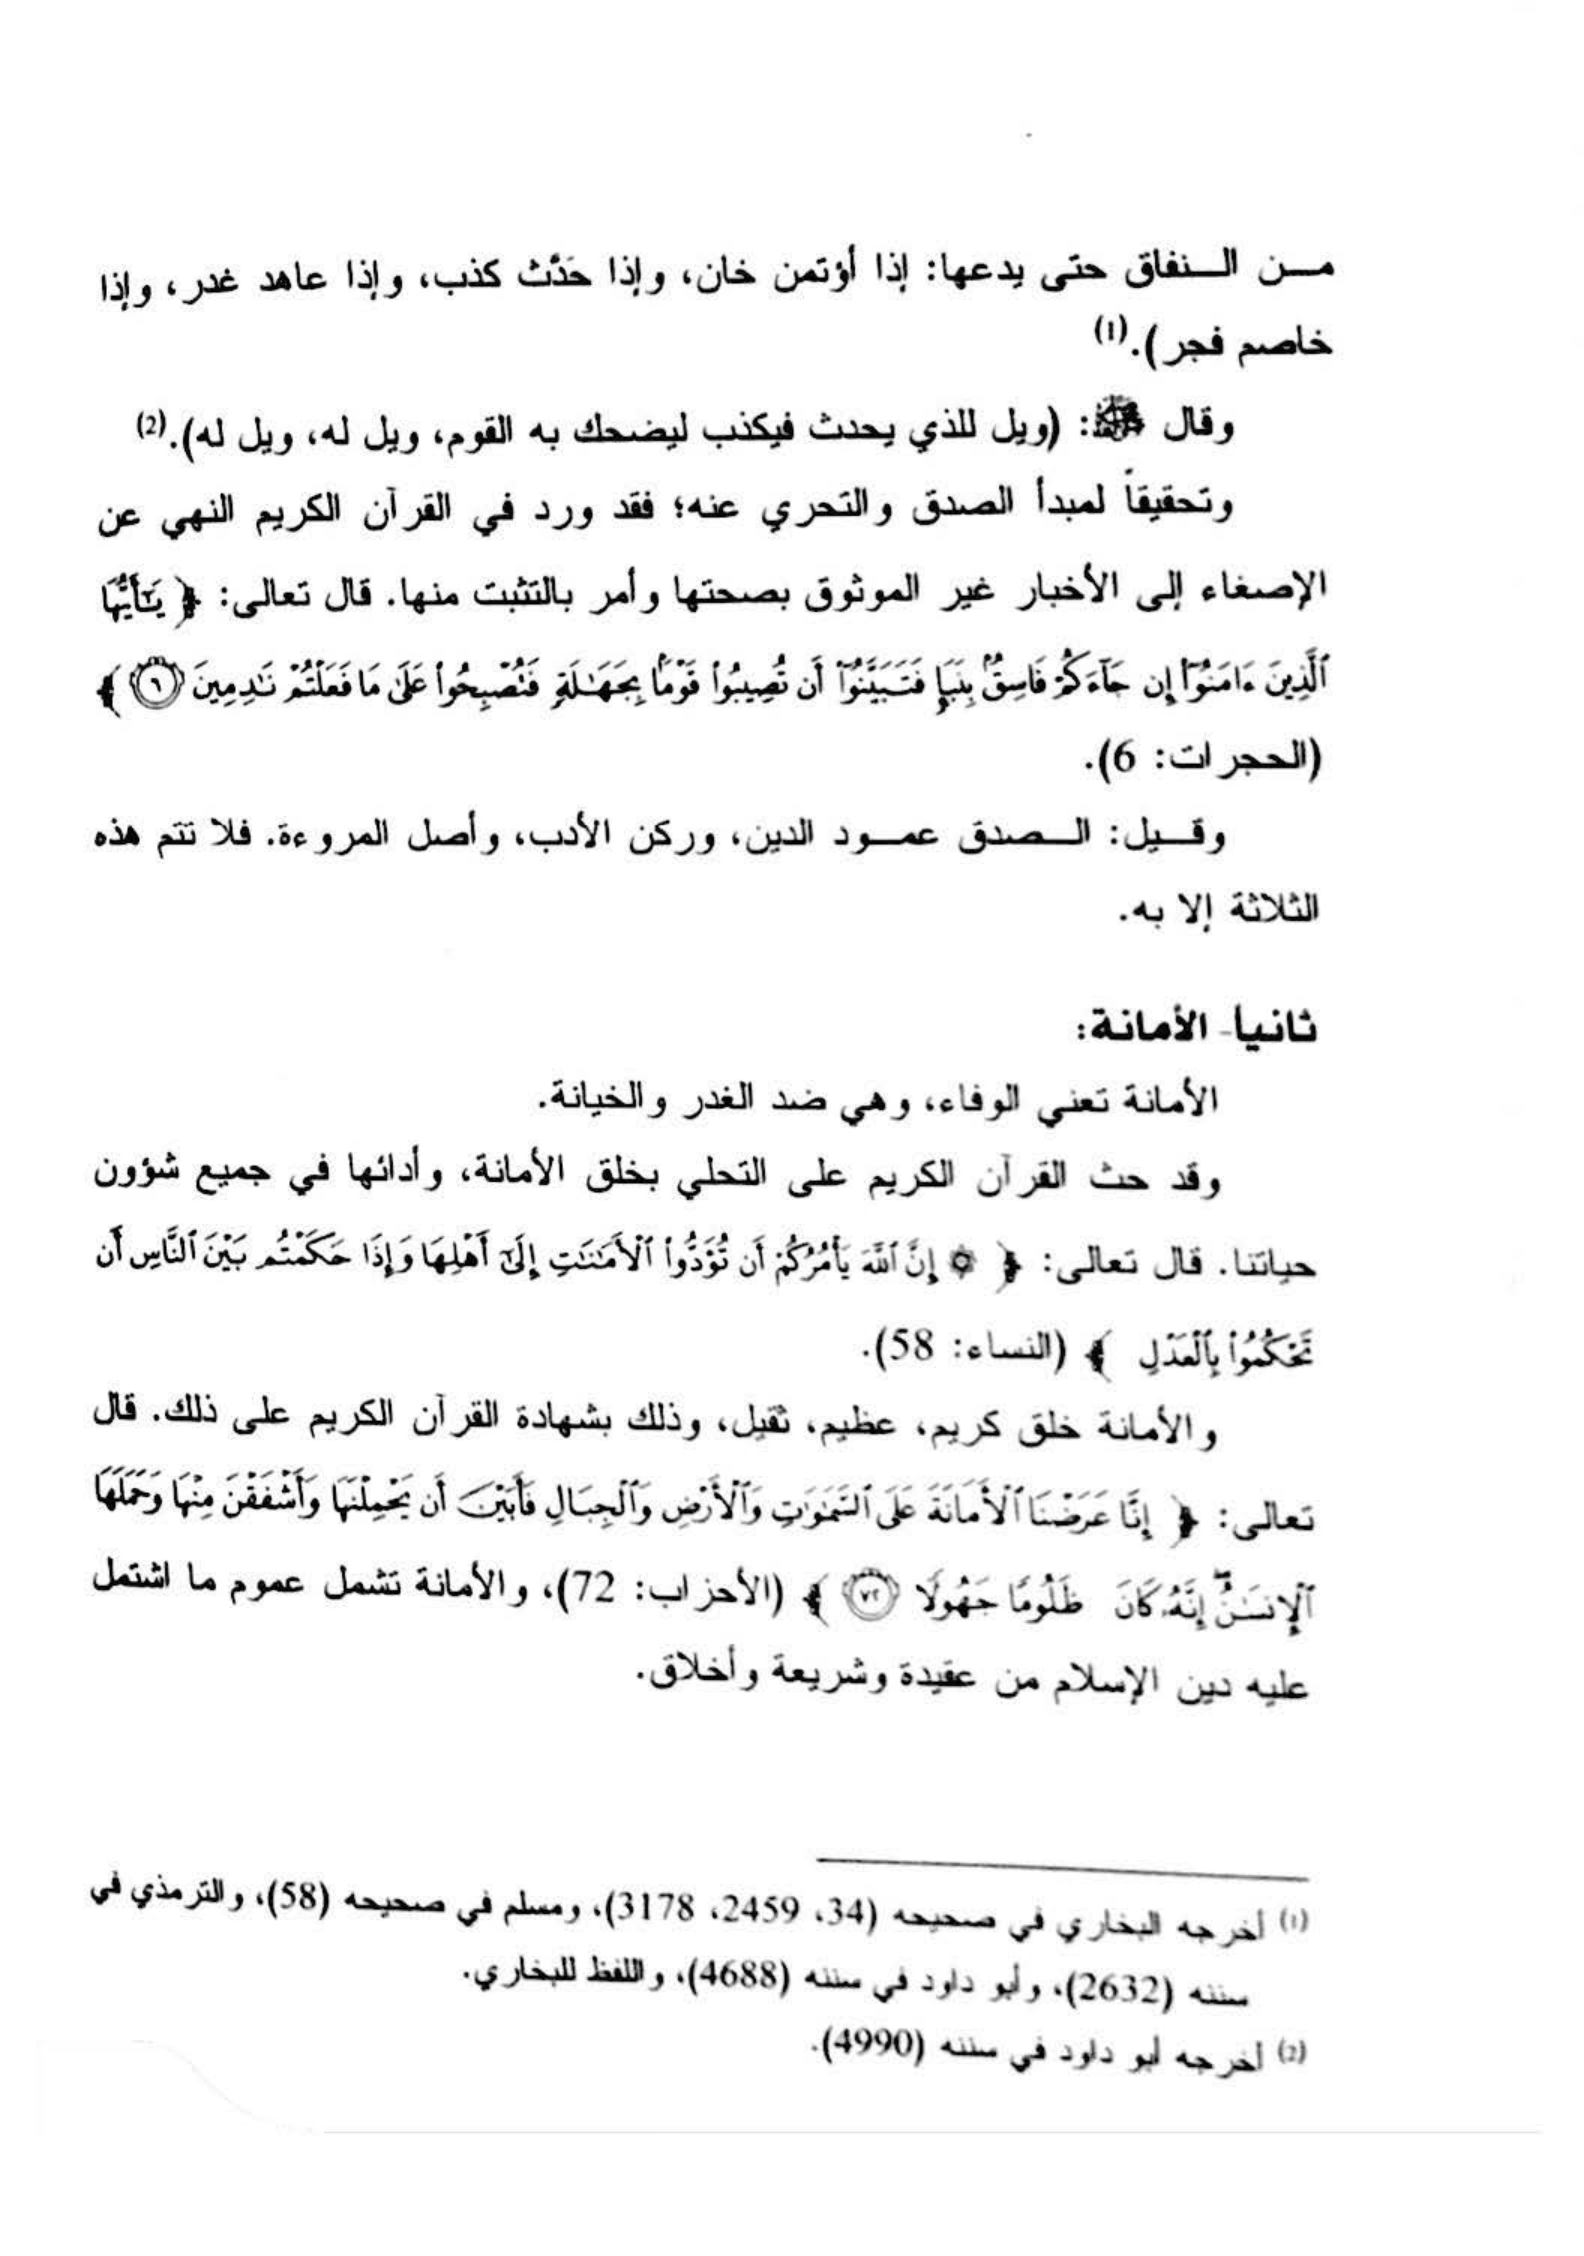 من النفاق حتى يدعها: إذا أؤتمن خان، وإذا حَدَّث كذب، وإذا عاهد غدر، وإذا
خاصم فجر).(1)
وقال ﷺ: (ويل للذي يحدث فيكذب ليضحك به القوم، ويل له، ويل له).(2)
وتحقيقاً لمبدأ الصدق والتحري عنه؛ فقد ورد في القرآن الكريم النهي عن
الإصغاء إلى الأخبار غير الموثوق بصحتها وأمر بالتثبت منها. قال تعالى: ﴿ يَـٰٓأَيُّهَا
ٱلَّذِينَ ءَامَنُوٓا۟ إِن جَآءَكُمْ فَاسِقٌۢ بِنَبَإٍ فَتَبَيَّنُوٓا۟ أَن تُصِيبُوا۟ قَوْمًۢا بِجَهَـٰلَةٍ فَتُصْبِحُوا۟ عَلَىٰ مَا فَعَلْتُمْ نَـٰدِمِينَ ٦ ﴾
(الحجرات: 6).
وقيل: الصدق عمود الدين، وركن الأدب، وأصل المروءة. فلا تتم هذه
الثلاثة إلا به.
ثانيا- الأمانة:
الأمانة تعني الوفاء، وهي ضد الغدر والخيانة.
وقد حث القرآن الكريم على التحلي بخلق الأمانة، وأدائها في جميع شؤون
حياتنا. قال تعالى: ﴿ ۞ إِنَّ ٱللَّهَ يَأْمُرُكُمْ أَن تُؤَدُّوا۟ ٱلْأَمَـٰنَـٰتِ إِلَىٰٓ أَهْلِهَا وَإِذَا حَكَمْتُم بَيْنَ ٱلنَّاسِ أَن
تَحْكُمُوا۟ بِٱلْعَدْلِ ﴾ (النساء: 58).
والأمانة خلق كريم، عظيم، ثقيل، وذلك بشهادة القرآن الكريم على ذلك. قال
تعالى: ﴿ إِنَّا عَرَضْنَا ٱلْأَمَانَةَ عَلَى ٱلسَّمَـٰوَٰتِ وَٱلْأَرْضِ وَٱلْجِبَالِ فَأَبَيْنَ أَن يَحْمِلْنَهَا وَأَشْفَقْنَ مِنْهَا وَحَمَلَهَا
ٱلْإِنسَـٰنُ ۖ إِنَّهُۥ كَانَ ظَلُومًا جَهُولًا ٧٢ ﴾ (الأحزاب: 72)، والأمانة تشمل عموم ما اشتمل
عليه دين الإسلام من عقيدة وشريعة وأخلاق.
(1) أخرجه البخاري في صحيحه (34، 2459، 3178)، ومسلم في صحيحه (58)، والترمذي في
سننه (2632)، وأبو داود في سننه (4688)، واللفظ للبخاري.
(2) أخرجه أبو داود في سننه (4990).